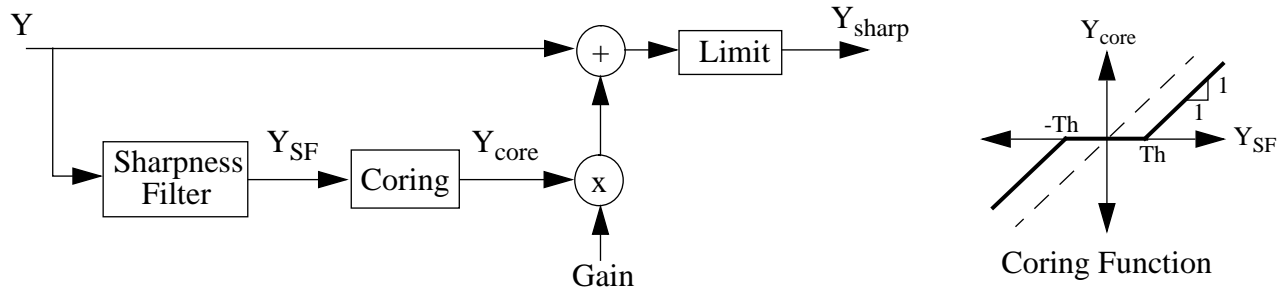 Y
Y_sharp
+
Limit
Y_SF
Y_core
Sharpness
Filter
Coring
x
Gain
Y_core
1
1
-Th
Th
Y_SF
Coring Function